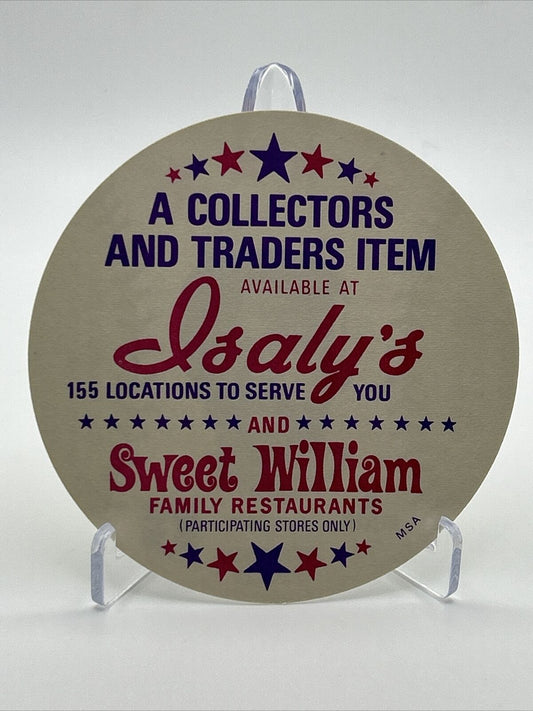 A COLLECTORS
AND TRADERS ITEM
AVAILABLE AT
Isaly's
155 LOCATIONS TO SERVE YOU
AND
Sweet William
FAMILY RESTAURANTS
(PARTICIPATING STORES ONLY)
MSA